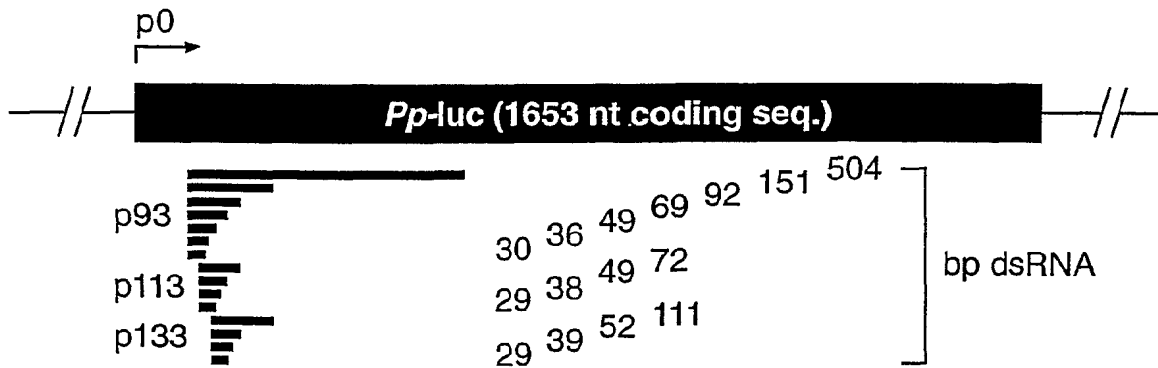 p0
Pp-luc (1653 nt coding seq.)
p93
30 36 49 69 92 151 504
p113
29 38 49 72
p133
29 39 52 111
bp dsRNA